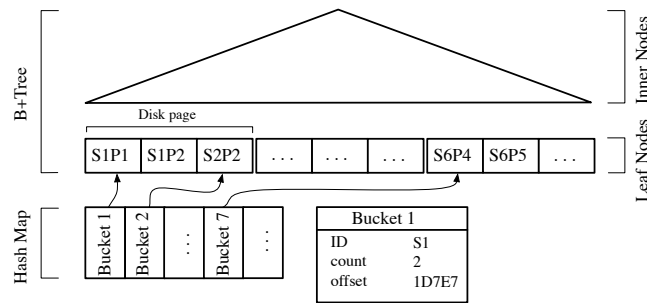 B+Tree
Inner Nodes
Disk page
S1P1 S1P2 S2P2 ... ... ... S6P4 S6P5 ...
Leaf Nodes
Hash Map
Bucket 1 Bucket 2 ... Bucket 7 ...
Bucket 1
ID S1
count 2
offset 1D7E7